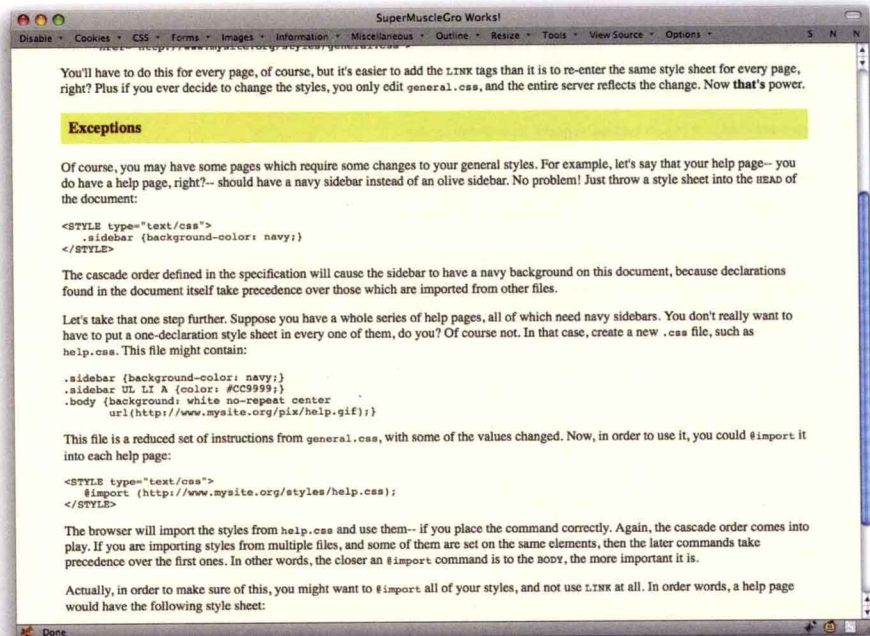 SuperMuscleGro Works!
Disable Cookies CSS Forms Images Information Miscellaneous Outline Resize Tools View Source Options S N N
href="http://www.mysite.org/styles/general.css">
You'll have to do this for every page, of course, but it's easier to add the LINK tags than it is to re-enter the same style sheet for every page,
right? Plus if you ever decide to change the styles, you only edit general.css, and the entire server reflects the change. Now that's power.
Exceptions
Of course, you may have some pages which require some changes to your general styles. For example, let's say that your help page-- you
do have a help page, right?-- should have a navy sidebar instead of an olive sidebar. No problem! Just throw a style sheet into the HEAD of
the document:
<STYLE type="text/css">
.sidebar {background-color: navy;}
</STYLE>
The cascade order defined in the specification will cause the sidebar to have a navy background on this document, because declarations
found in the document itself take precedence over those which are imported from other files.
Let's take that one step further. Suppose you have a whole series of help pages, all of which need navy sidebars. You don't really want to
have to put a one-declaration style sheet in every one of them, do you? Of course not. In that case, create a new .css file, such as
help.css. This file might contain:
.sidebar {background-color: navy;}
.sidebar UL LI A {color: #CC9999;}
.body {background: white no-repeat center
url(http://www.mysite.org/pix/help.gif);}
This file is a reduced set of instructions from general.css, with some of the values changed. Now, in order to use it, you could @import it
into each help page:
<STYLE type="text/css">
@import (http://www.mysite.org/styles/help.css);
</STYLE>
The browser will import the styles from help.css and use them-- if you place the command correctly. Again, the cascade order comes into
play. If you are importing styles from multiple files, and some of them are set on the same elements, then the later commands take
precedence over the first ones. In other words, the closer an @import command is to the BODY, the more important it is.
Actually, in order to make sure of this, you might want to @import all of your styles, and not use LINK at all. In order words, a help page
would have the following style sheet:
Done